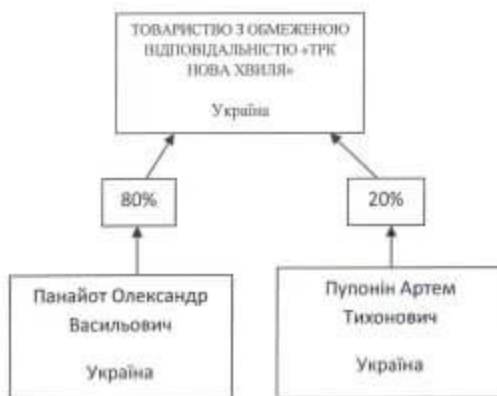 ТОВАРИСТВО З ОБМЕЖЕНОЮ
ВІДПОВІДАЛЬНІСТЮ «ТРК
НОВА ХВИЛЯ»
Україна
80%
20%
Панайот Олександр
Васильович
Україна
Пупонін Артем
Тихонович
Україна